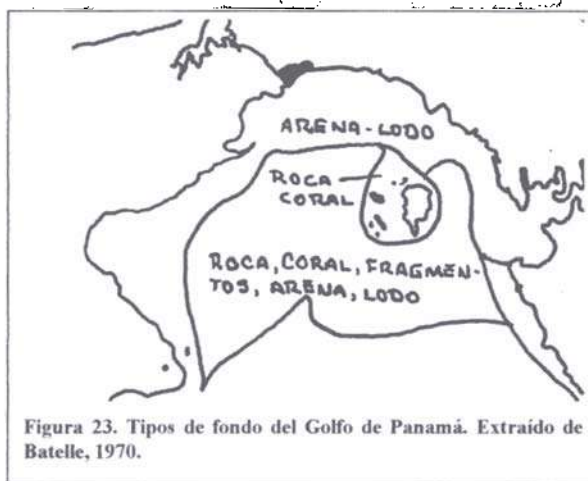 ARENA-LODO
ROCA
CORAL
ROCA, CORAL, FRAGMEN-
TOS, ARENA, LODO
Figura 23. Tipos de fondo del Golfo de Panamá. Extraído de
Batelle, 1970.